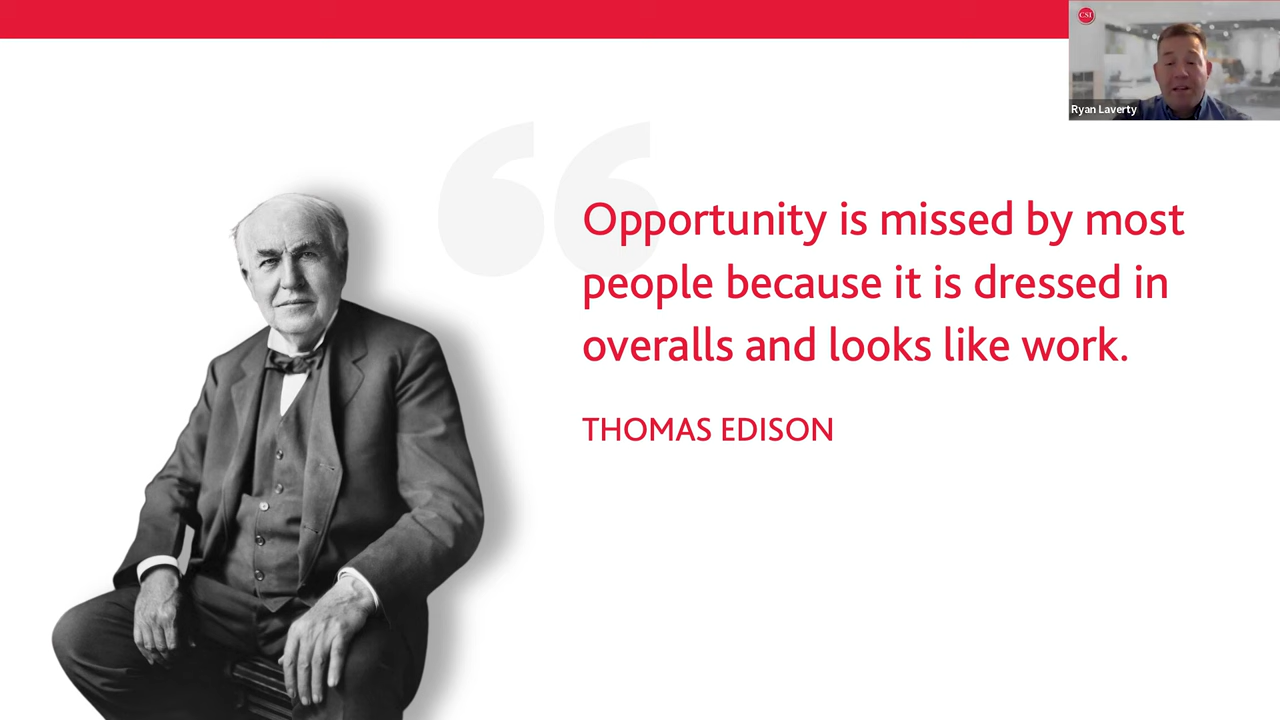 CSI
Ryan Laverty
Opportunity is missed by most
people because it is dressed in
overalls and looks like work.
THOMAS EDISON